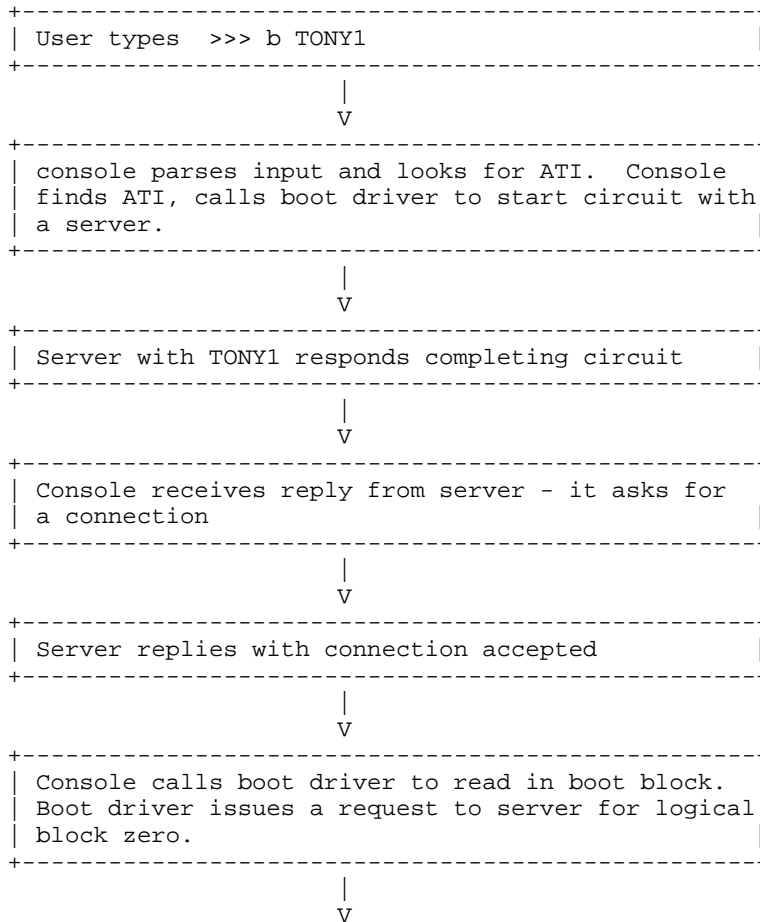 User types >>> b TONY1
console parses input and looks for ATI. Console
finds ATI, calls boot driver to start circuit with
a server.
Server with TONY1 responds completing circuit
Console receives reply from server - it asks for
a connection
Server replies with connection accepted
Console calls boot driver to read in boot block.
Boot driver issues a request to server for logical
block zero.